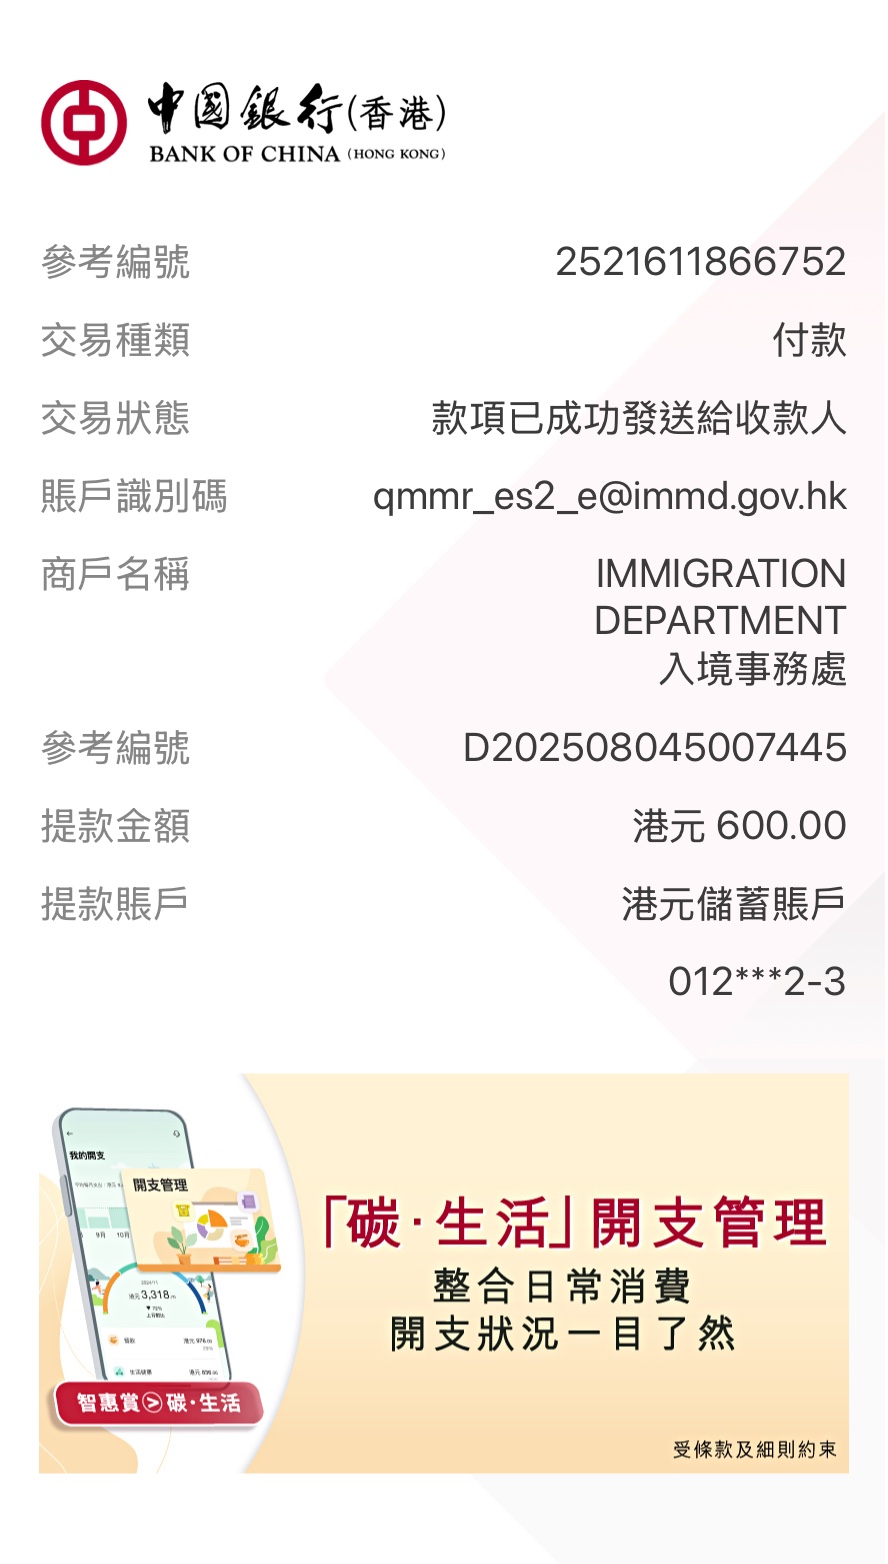 中國銀行(香港)
BANK OF CHINA (HONG KONG)
參考編號 2521611866752
交易種類 付款
交易狀態 款項已成功發送給收款人
賬戶識別碼 qmmr_es2_e@immd.gov.hk
商戶名稱 IMMIGRATION
DEPARTMENT
入境事務處
參考編號 D202508045007445
提款金額 港元 600.00
提款賬戶 港元儲蓄賬戶
012***2-3
我的開支
開支管理
9月 10月
2024/11
港元 3,318
▼70%
港元 976
智惠賞 > 碳·生活
「碳·生活」開支管理
整合日常消費
開支狀況一目了然
受條款及細則約束